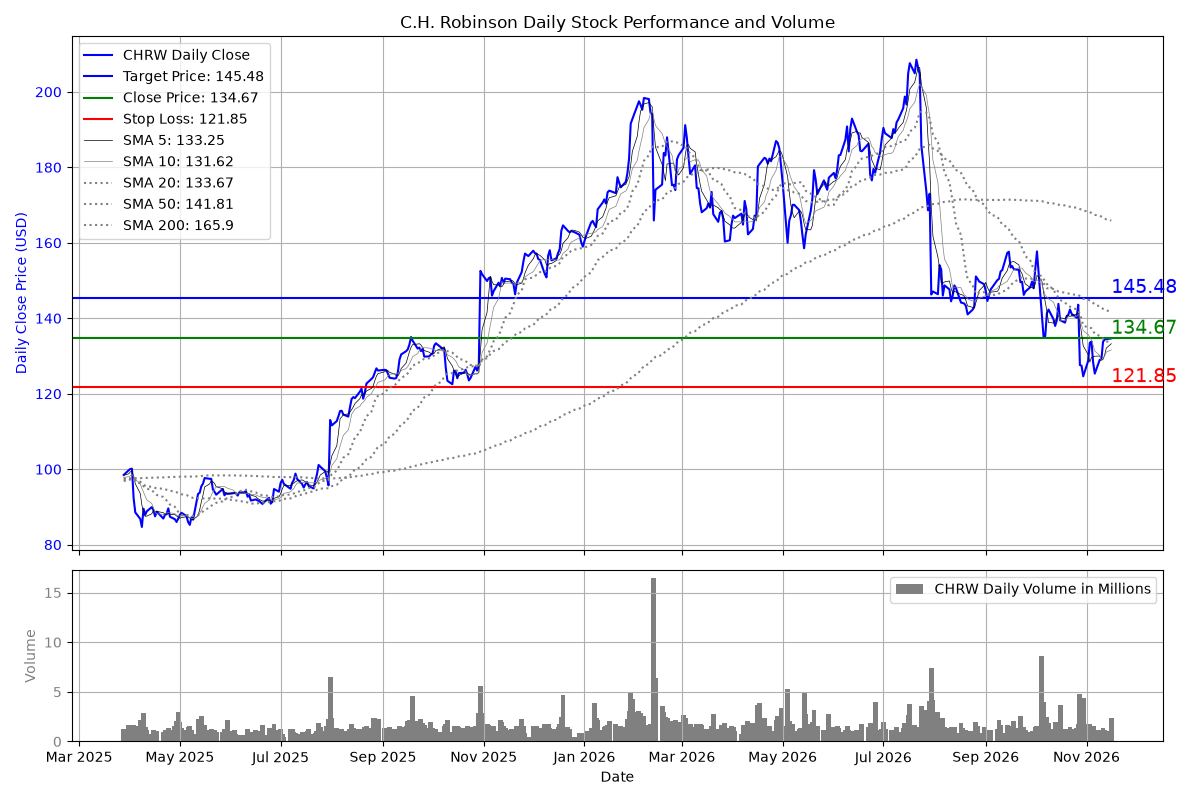 C.H. Robinson Daily Stock Performance and Volume
CHRW Daily Close
Target Price: 145.48
Close Price: 134.67
Stop Loss: 121.85
SMA 5: 133.25
SMA 10: 131.62
SMA 20: 133.67
SMA 50: 141.81
SMA 200: 165.9
Daily Close Price (USD)
200
180
160
140
120
100
80
145.48
134.67
121.85
CHRW Daily Volume in Millions
Volume
15
10
5
0
Mar 2025 May 2025 Jul 2025 Sep 2025 Nov 2025 Jan 2026 Mar 2026 May 2026 Jul 2026 Sep 2026 Nov 2026
Date